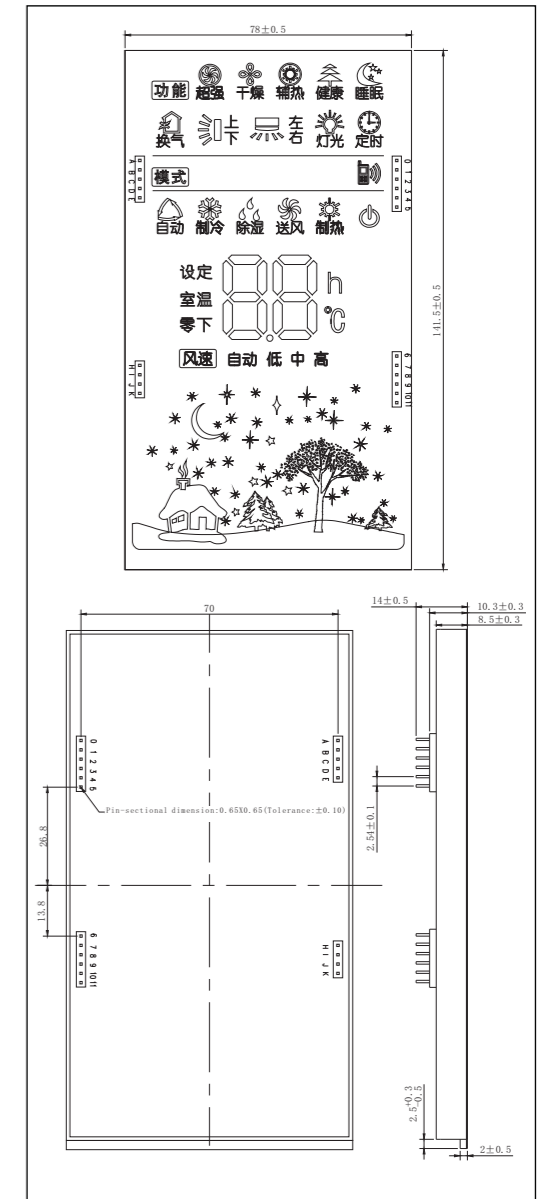 78±0.5
功能 超强 干燥 辅热 健康 睡眠
换气 上下 左右 灯光 定时
A B C D E
0 1 2 3 4 5
模式
自动 制冷 除湿 送风 制热
设定
室温
零下
88
h
℃
141.5±0.5
H I J K
6 7 8 9 10 11
风速 自动 低 中 高
70
14±0.5
10.3±0.3
8.5±0.3
0 1 2 3 4 5
A B C D E
Pin-sectional dimension:0.65X0.65(Tolerance:±0.10)
2.54±0.1
26.8
13.8
6 7 8 9 10 11
H I J K
2.5+0.3-0.5
2±0.5